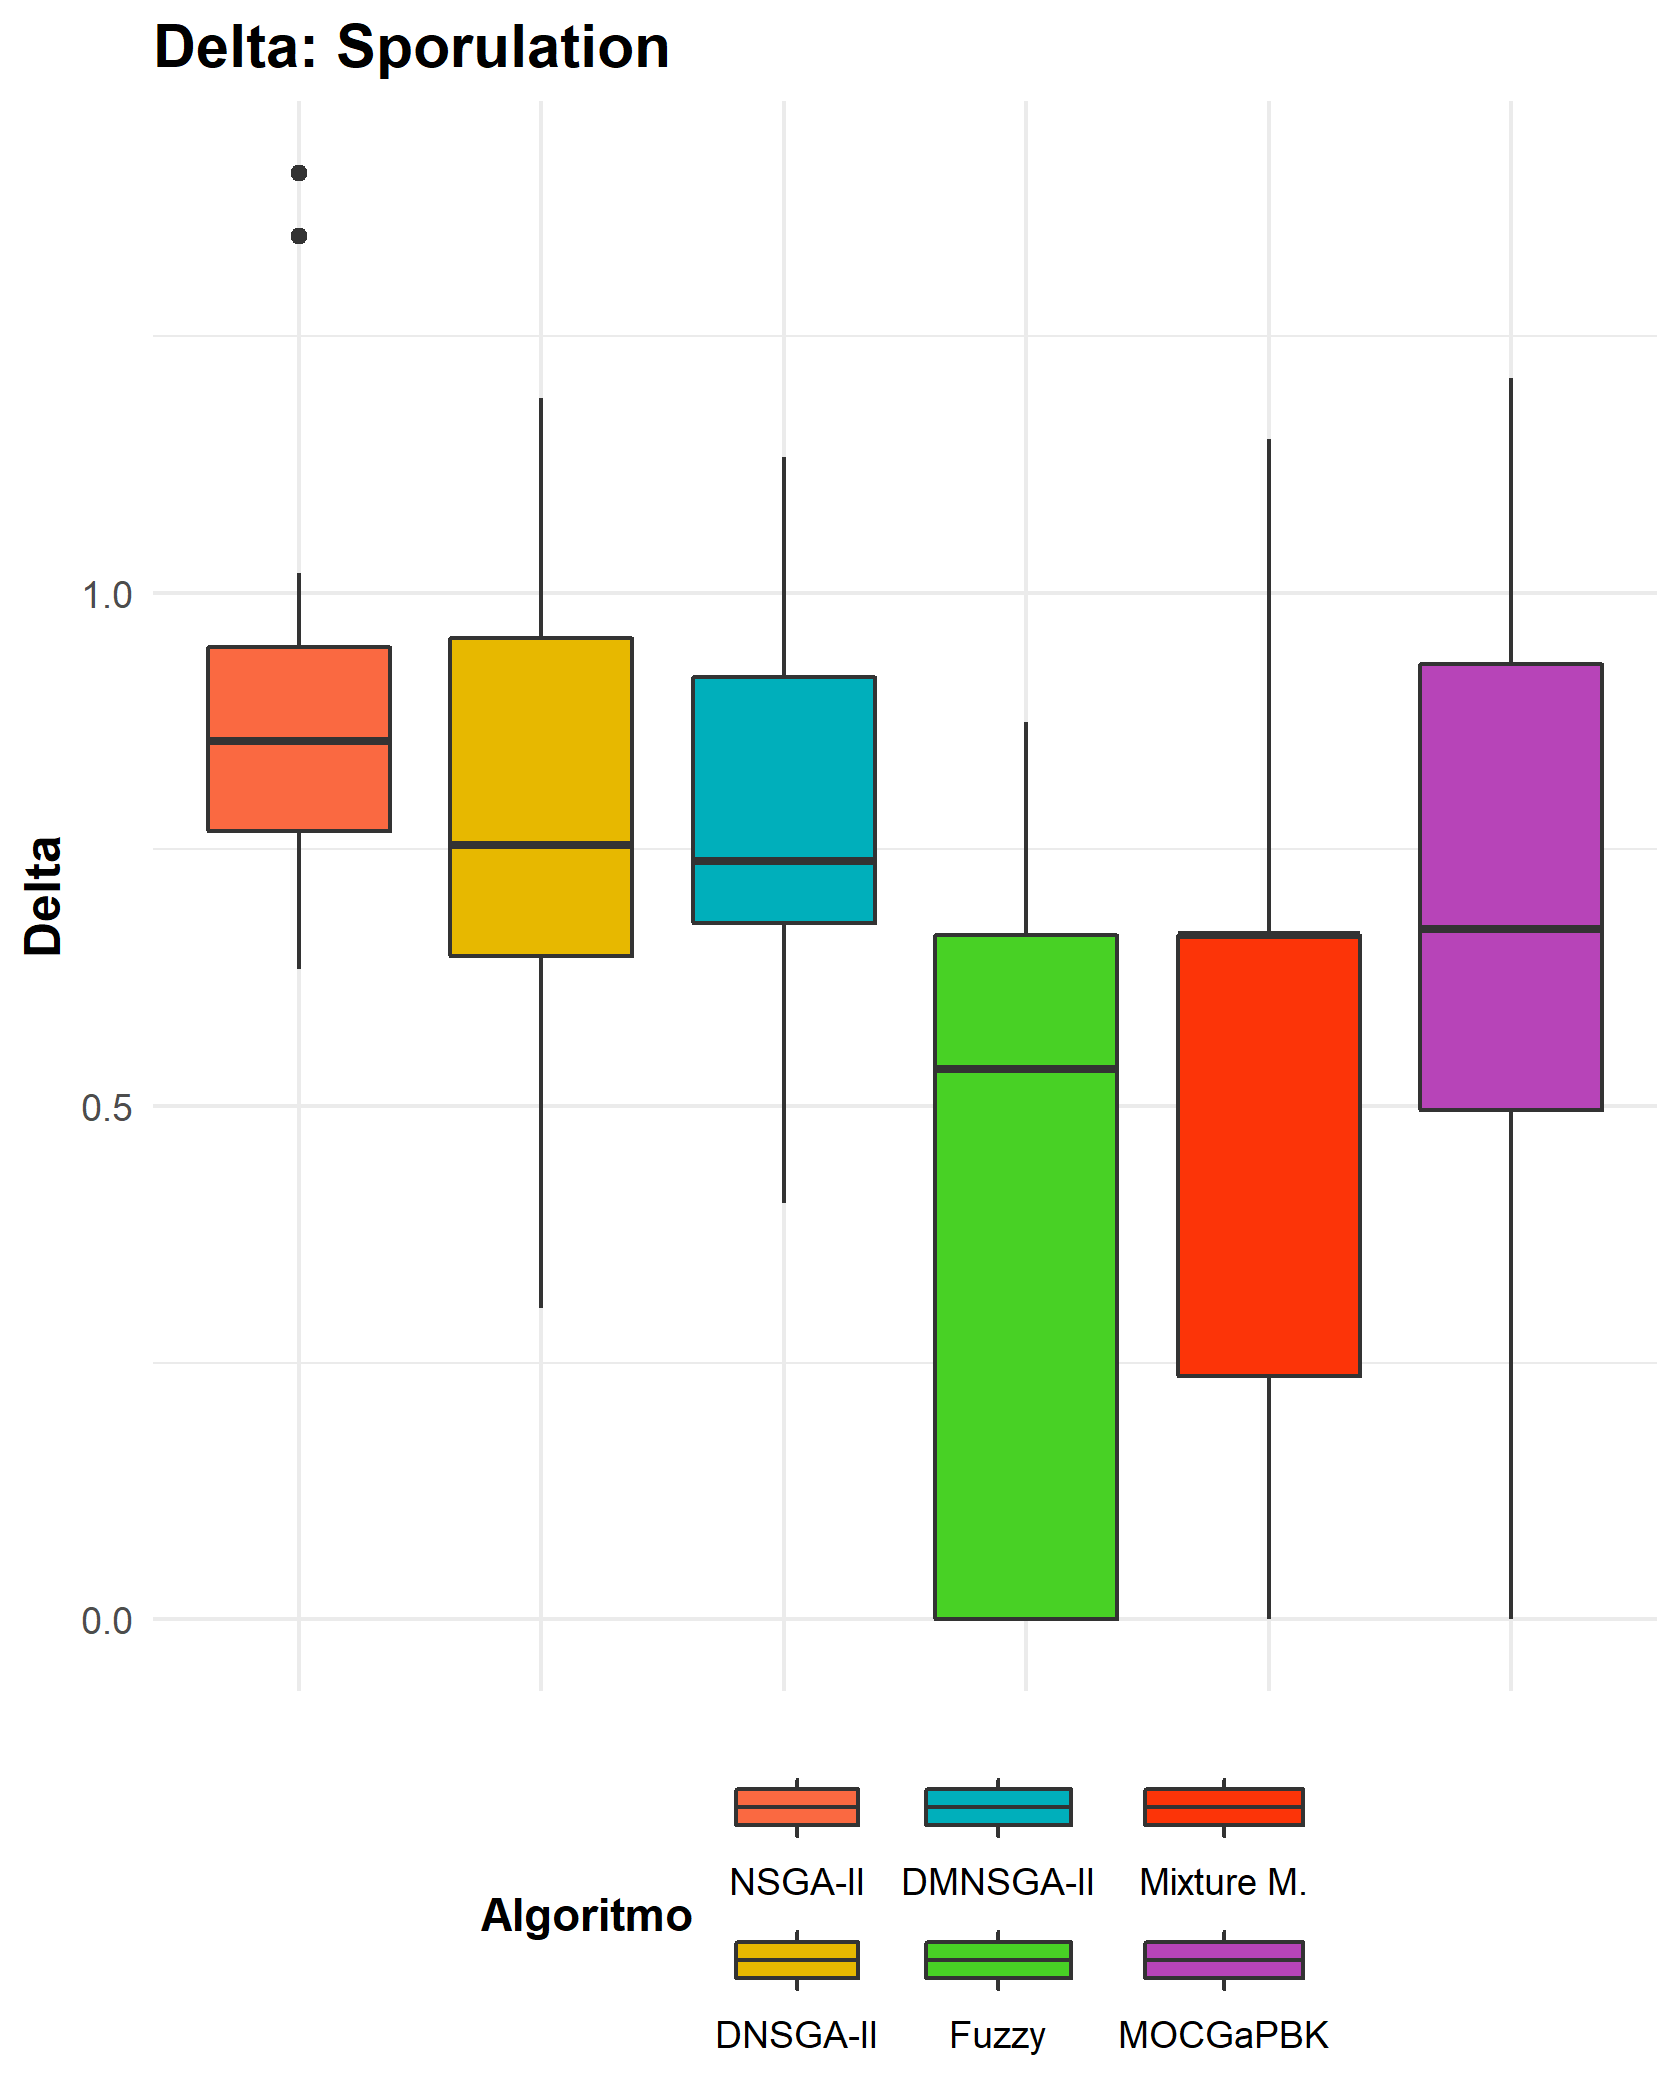 Delta: Sporulation
Delta
1.0
0.5
0.0
Algoritmo
NSGA-II DMNSGA-II Mixture M.
DNSGA-II Fuzzy MOCGaPBK